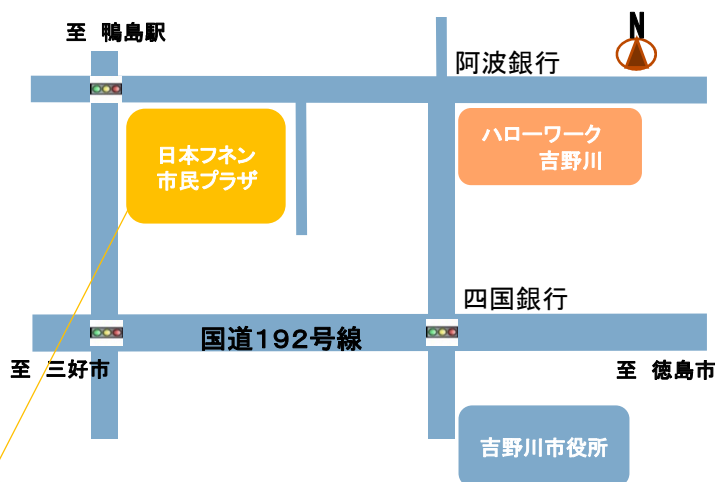 至　鴨島駅
N
阿波銀行
ハローワーク
吉野川
日本フネン
市民プラザ
四国銀行
国道１９２号線
至　三好市
至　徳島市
吉野川市役所